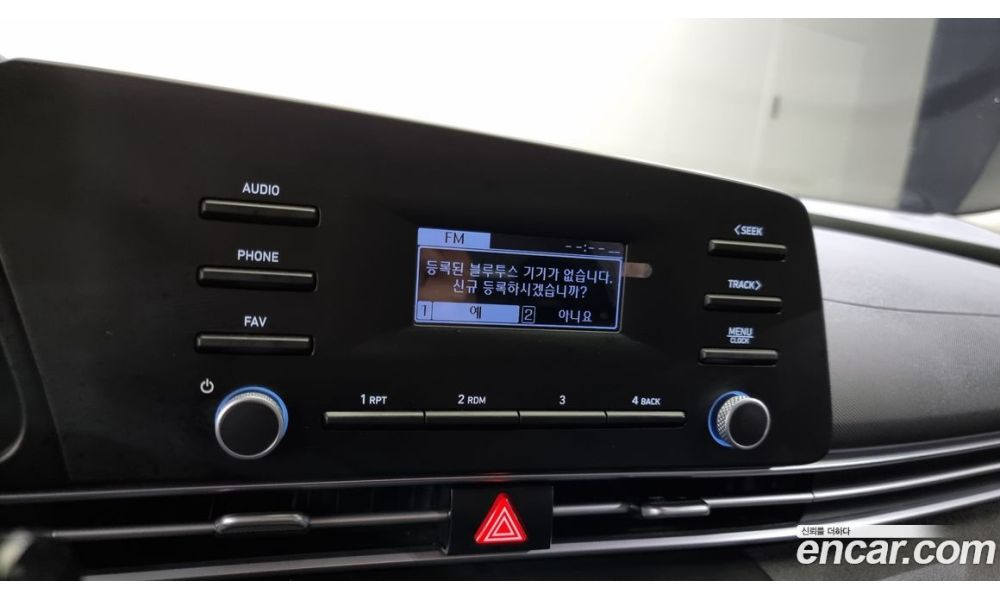 AUDIO
PHONE
FAV
FM
--:-- --
등록된 블루투스 기기가 없습니다.
신규 등록하시겠습니까?
1 예 2 아니요
<SEEK
TRACK>
MENU
CLOCK
1 RPT 2 RDM 3 4 BACK
신뢰를 더하다
encar.com